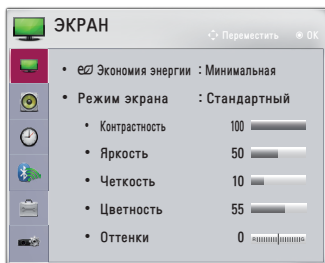 ЭКРАН
Переместить OK
Экономия энергии : Минимальная
Режим экрана : Стандартный
Контрастность 100
Яркость 50
Четкость 10
Цветность 55
Оттенки 0